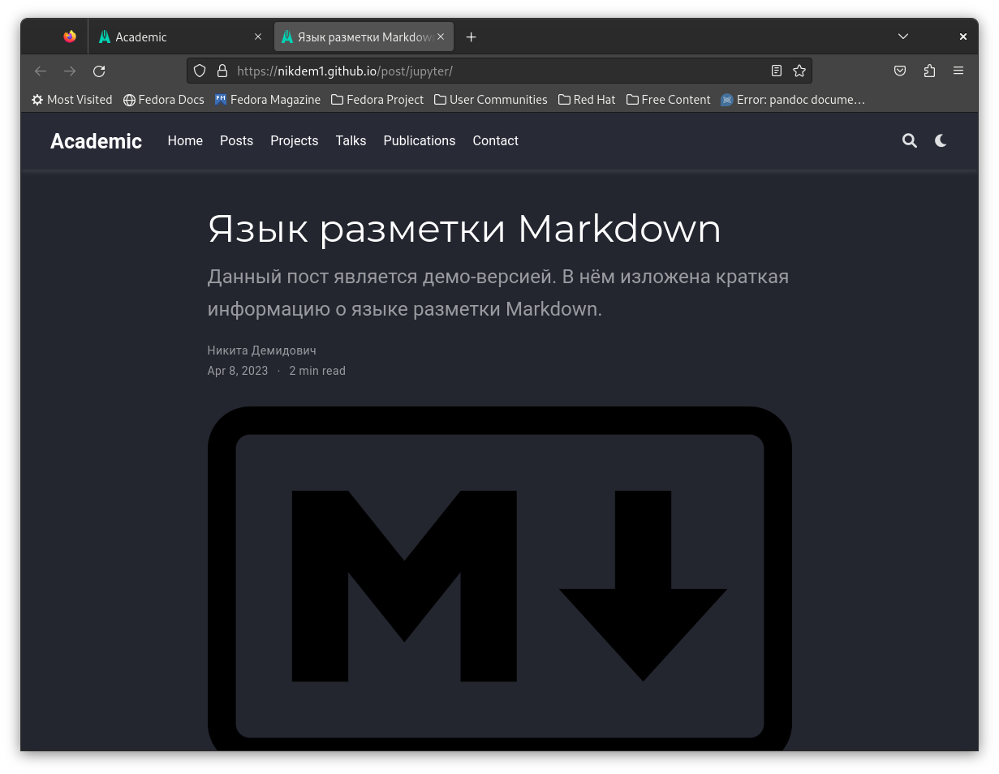 Academic
Язык разметки Markdow
https://nikdem1.github.io/post/jupyter/
Most Visited Fedora Docs FM Fedora Magazine Fedora Project User Communities Red Hat Free Content Error: pandoc docume…
Academic Home Posts Projects Talks Publications Contact
Язык разметки Markdown
Данный пост является демо-версией. В нём изложена краткая
информацию о языке разметки Markdown.
Никита Демидович
Apr 8, 2023 · 2 min read
M